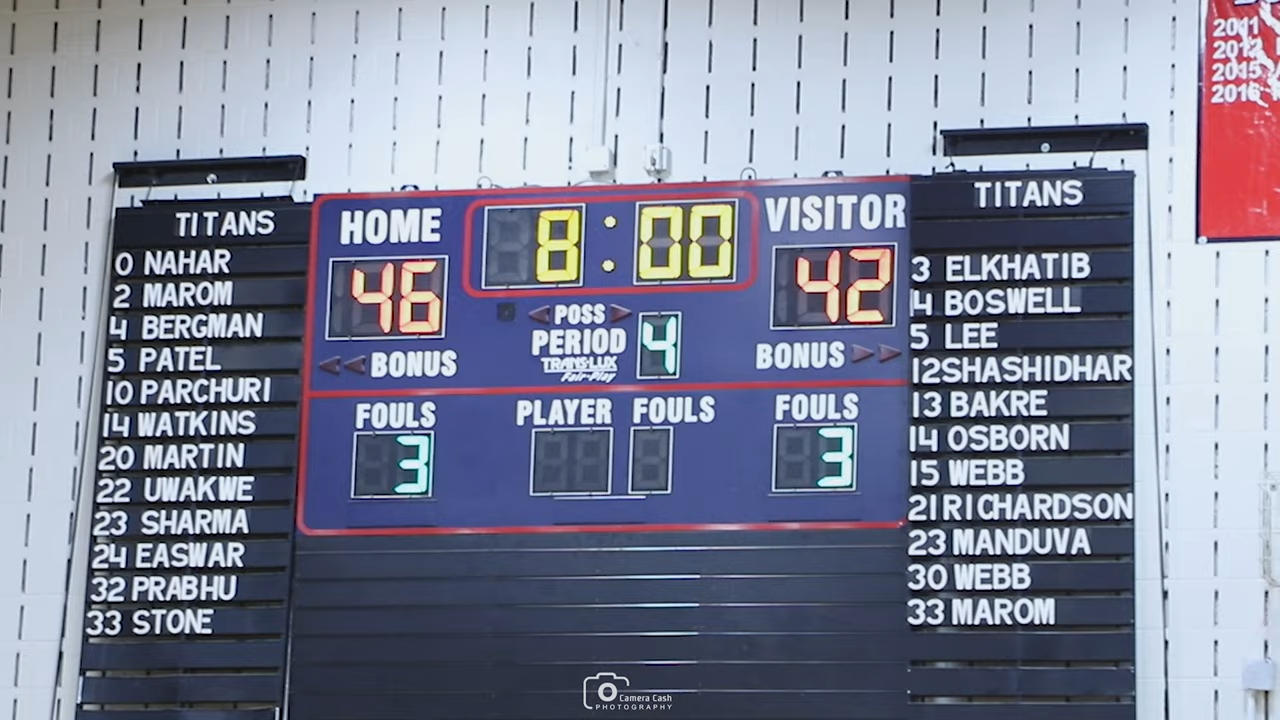 2011
2012
2015
2016
TITANS
0 NAHAR
2 MAROM
4 BERGMAN
5 PATEL
10 PARCHURI
14 WATKINS
20 MARTIN
22 UWAKWE
23 SHARMA
24 EASWAR
32 PRABHU
33 STONE
HOME
8:00
VISITOR
46
42
POSS
PERIOD 4
TRANS-LUX
Fair-Play
BONUS
BONUS
FOULS
PLAYER FOULS
FOULS
3
3
TITANS
3 ELKHATIB
4 BOSWELL
5 LEE
12 SHASHIDHAR
13 BAKRE
14 OSBORN
15 WEBB
21 RICHARDSON
23 MANDUVA
30 WEBB
33 MAROM
Camera Cash
PHOTOGRAPHY